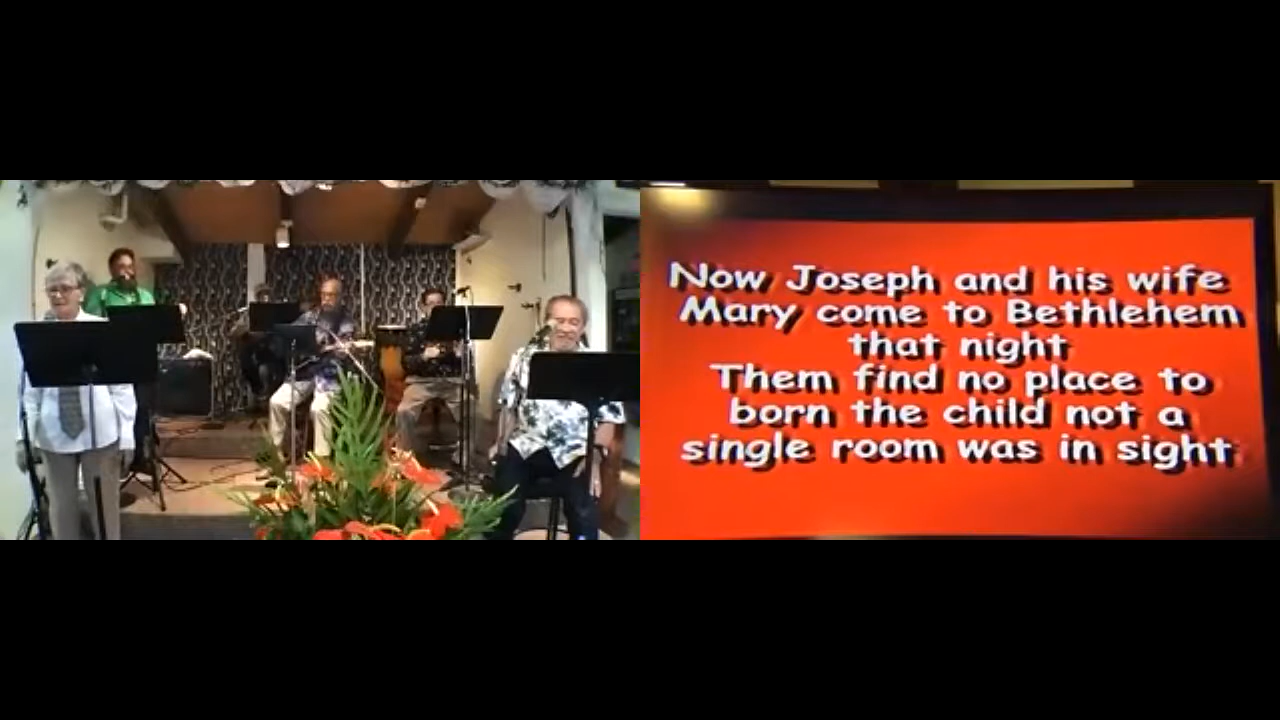 Now Joseph and his wife
Mary come to Bethlehem
that night
Them find no place to
born the child not a
single room was in sight